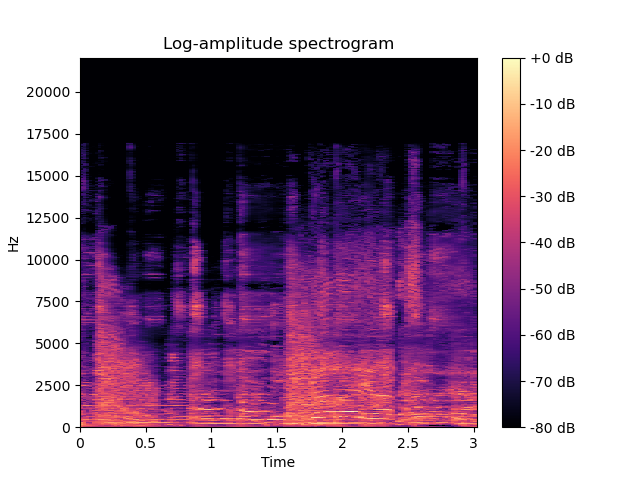 Log-amplitude spectrogram
Hz
20000
17500
15000
12500
10000
7500
5000
2500
0
0 0.5 1 1.5 2 2.5 3
Time
+0 dB
-10 dB
-20 dB
-30 dB
-40 dB
-50 dB
-60 dB
-70 dB
-80 dB